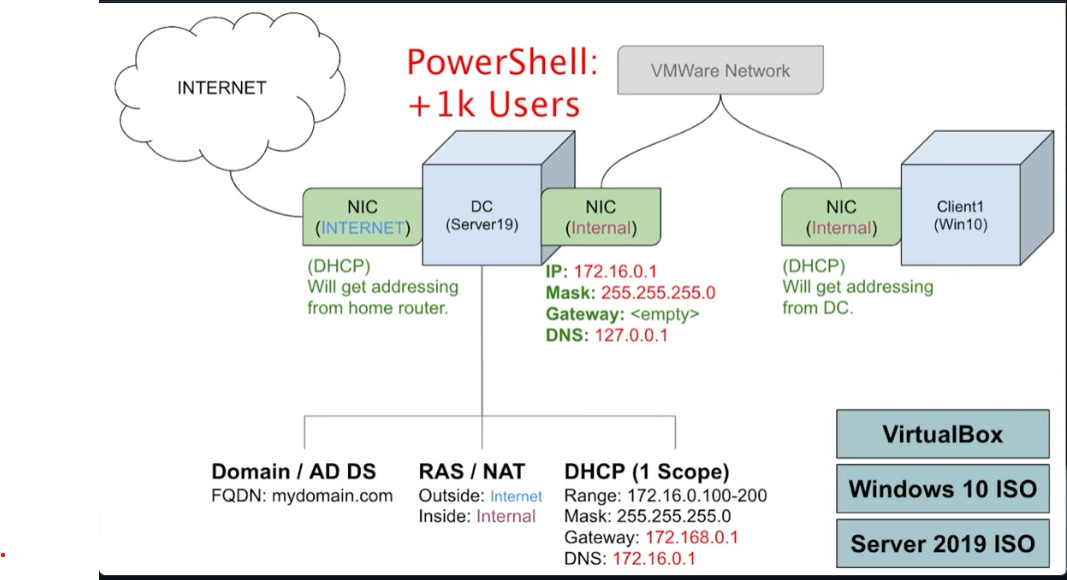 INTERNET
PowerShell:
+1k Users
VMWare Network
NIC
(INTERNET)
DC
(Server19)
NIC
(Internal)
NIC
(Internal)
Client1
(Win10)
(DHCP)
Will get addressing
from home router.
IP: 172.16.0.1
Mask: 255.255.255.0
Gateway: <empty>
DNS: 127.0.0.1
(DHCP)
Will get addressing
from DC.
Domain / AD DS
FQDN: mydomain.com
RAS / NAT
Outside: Internet
Inside: Internal
DHCP (1 Scope)
Range: 172.16.0.100-200
Mask: 255.255.255.0
Gateway: 172.168.0.1
DNS: 172.16.0.1
VirtualBox
Windows 10 ISO
Server 2019 ISO